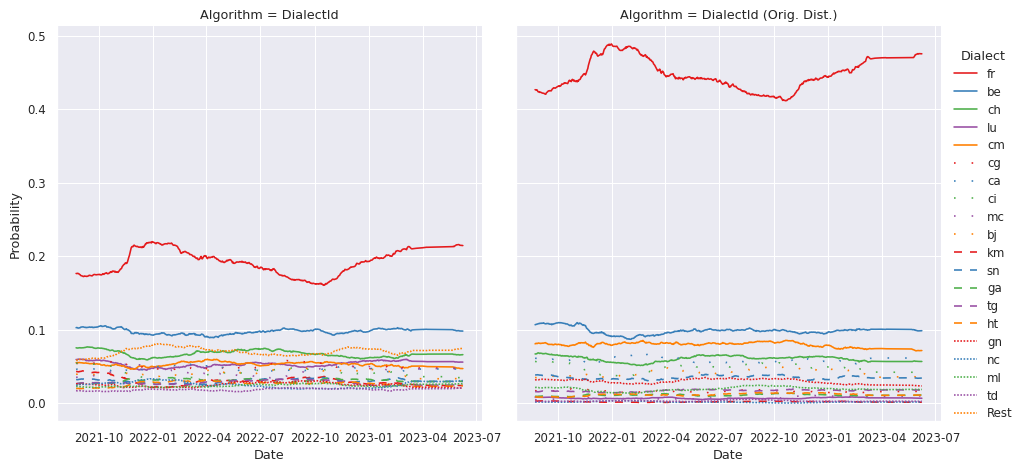 Algorithm = DialectId
Algorithm = DialectId (Orig. Dist.)
Probability
0.5
0.4
0.3
0.2
0.1
0.0
2021-10 2022-01 2022-04 2022-07 2022-10 2023-01 2023-04 2023-07
Date
2021-10 2022-01 2022-04 2022-07 2022-10 2023-01 2023-04 2023-07
Date
Dialect
fr
be
ch
lu
cm
cg
ca
ci
mc
bj
km
sn
ga
tg
ht
gn
nc
ml
td
Rest